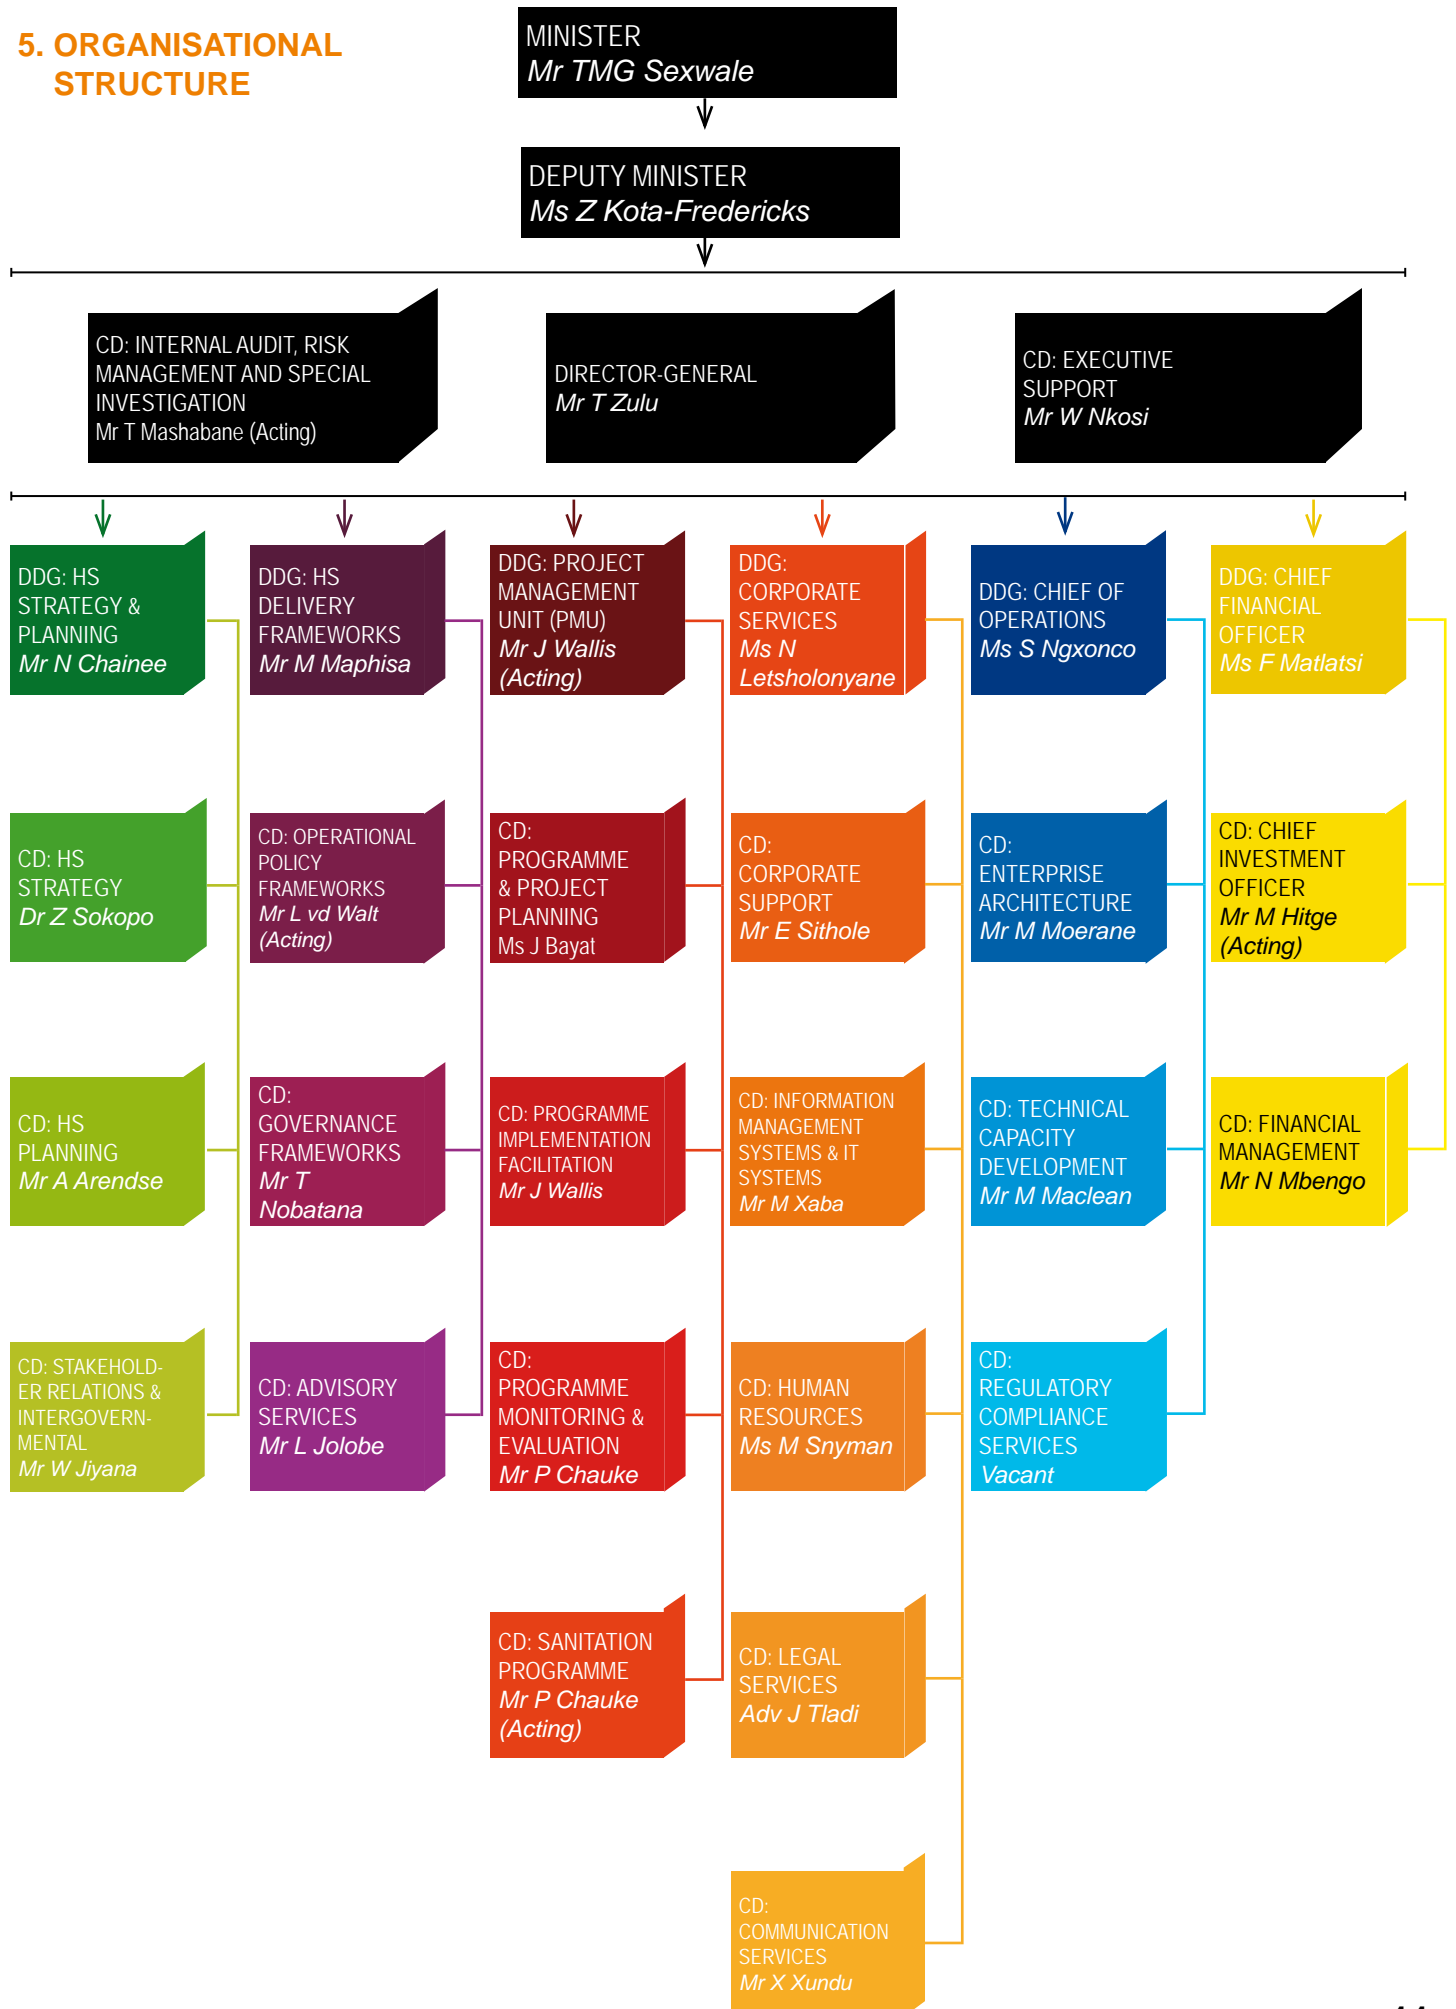 5. ORGANISATIONAL
STRUCTURE
MINISTER
Mr TMG Sexwale
DEPUTY MINISTER
Ms Z Kota-Fredericks
CD: INTERNAL AUDIT, RISK
MANAGEMENT AND SPECIAL
INVESTIGATION
Mr T Mashabane (Acting)
DIRECTOR-GENERAL
Mr T Zulu
CD: EXECUTIVE
SUPPORT
Mr W Nkosi
DDG: HS
STRATEGY &
PLANNING
Mr N Chainee
DDG: HS
DELIVERY
FRAMEWORKS
Mr M Maphisa
DDG: PROJECT
MANAGEMENT
UNIT (PMU)
Mr J Wallis
(Acting)
DDG:
CORPORATE
SERVICES
Ms N
Letsholonyane
DDG: CHIEF OF
OPERATIONS
Ms S Ngxonco
DDG: CHIEF
FINANCIAL
OFFICER
Ms F Matlatsi
CD: HS
STRATEGY
Dr Z Sokopo
CD: OPERATIONAL
POLICY
FRAMEWORKS
Mr L vd Walt
(Acting)
CD:
PROGRAMME
& PROJECT
PLANNING
Ms J Bayat
CD:
CORPORATE
SUPPORT
Mr E Sithole
CD:
ENTERPRISE
ARCHITECTURE
Mr M Moerane
CD: CHIEF
INVESTMENT
OFFICER
Mr M Hitge
(Acting)
CD: HS
PLANNING
Mr A Arendse
CD:
GOVERNANCE
FRAMEWORKS
Mr T
Nobatana
CD: PROGRAMME
IMPLEMENTATION
FACILITATION
Mr J Wallis
CD: INFORMATION
MANAGEMENT
SYSTEMS & IT
SYSTEMS
Mr M Xaba
CD: TECHNICAL
CAPACITY
DEVELOPMENT
Mr M Maclean
CD: FINANCIAL
MANAGEMENT
Mr N Mbengo
CD: STAKEHOLD-
ER RELATIONS &
INTERGOVERN-
MENTAL
Mr W Jiyana
CD: ADVISORY
SERVICES
Mr L Jolobe
CD:
PROGRAMME
MONITORING &
EVALUATION
Mr P Chauke
CD: HUMAN
RESOURCES
Ms M Snyman
CD:
REGULATORY
COMPLIANCE
SERVICES
Vacant
CD: SANITATION
PROGRAMME
Mr P Chauke
(Acting)
CD: LEGAL
SERVICES
Adv J Tladi
CD:
COMMUNICATION
SERVICES
Mr X Xundu